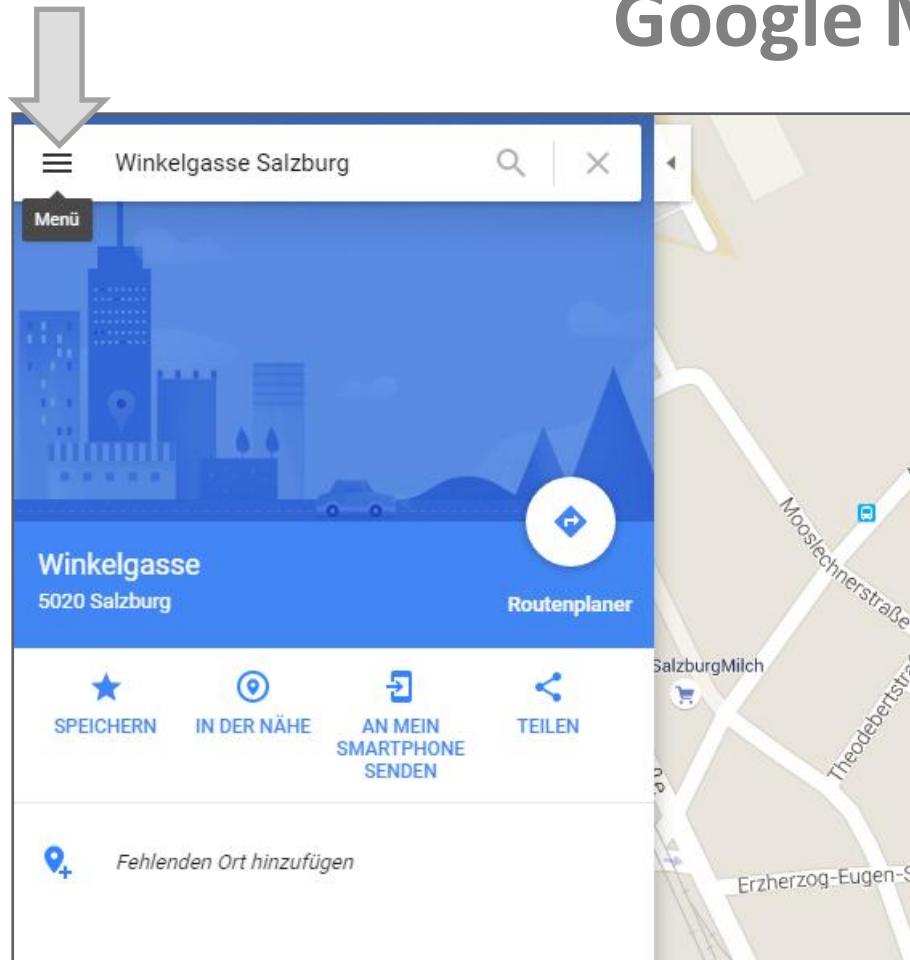 Google M
Winkelgasse Salzburg
Menü
Winkelgasse
5020 Salzburg
Routenplaner
SPEICHERN
IN DER NÄHE
AN MEIN
SMARTPHONE
SENDEN
TEILEN
Fehlenden Ort hinzufügen
Mooslechnerstraße
SalzburgMilch
Theodebertstra
Erzherzog-Eugen-S